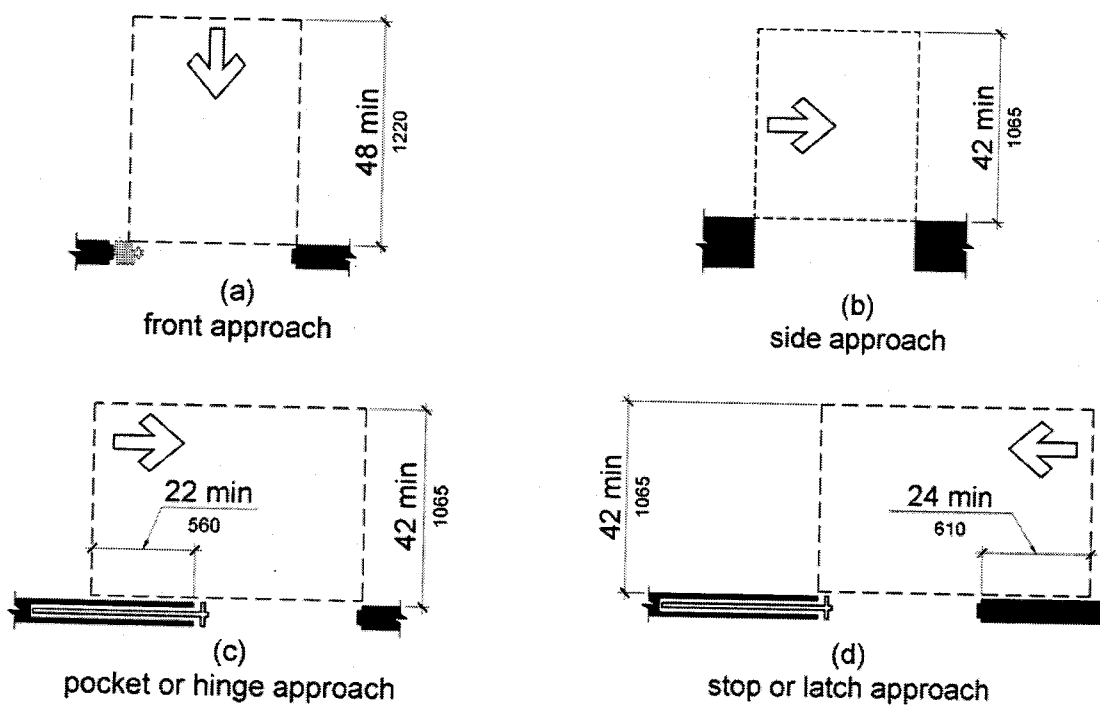 48 min
1220
(a)
front approach
42 min
1065
(b)
side approach
22 min
560
42 min
1065
(c)
pocket or hinge approach
42 min
1065
24 min
610
(d)
stop or latch approach